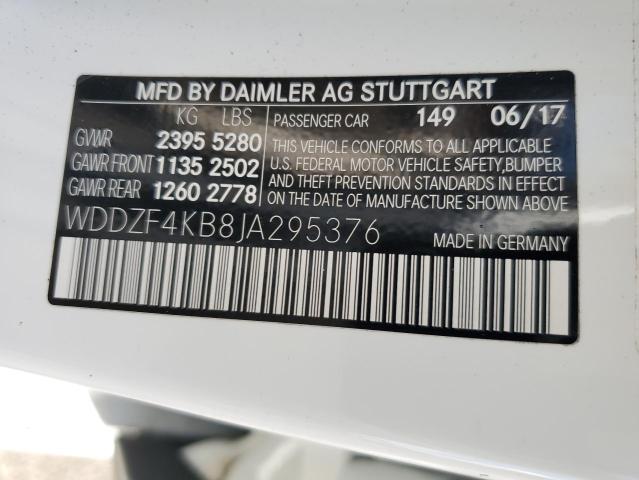 MFD BY DAIMLER AG STUTTGART
KG LBS PASSENGER CAR 149 06/17
GVWR 2395 5280 THIS VEHICLE CONFORMS TO ALL APPLICABLE
GAWR FRONT 1135 2502 U.S. FEDERAL MOTOR VEHICLE SAFETY, BUMPER
AND THEFT PREVENTION STANDARDS IN EFFECT
GAWR REAR 1260 2778 ON THE DATE OF MANUFACTURE SHOWN ABOVE.
WDDZF4KB8JA295376 MADE IN GERMANY